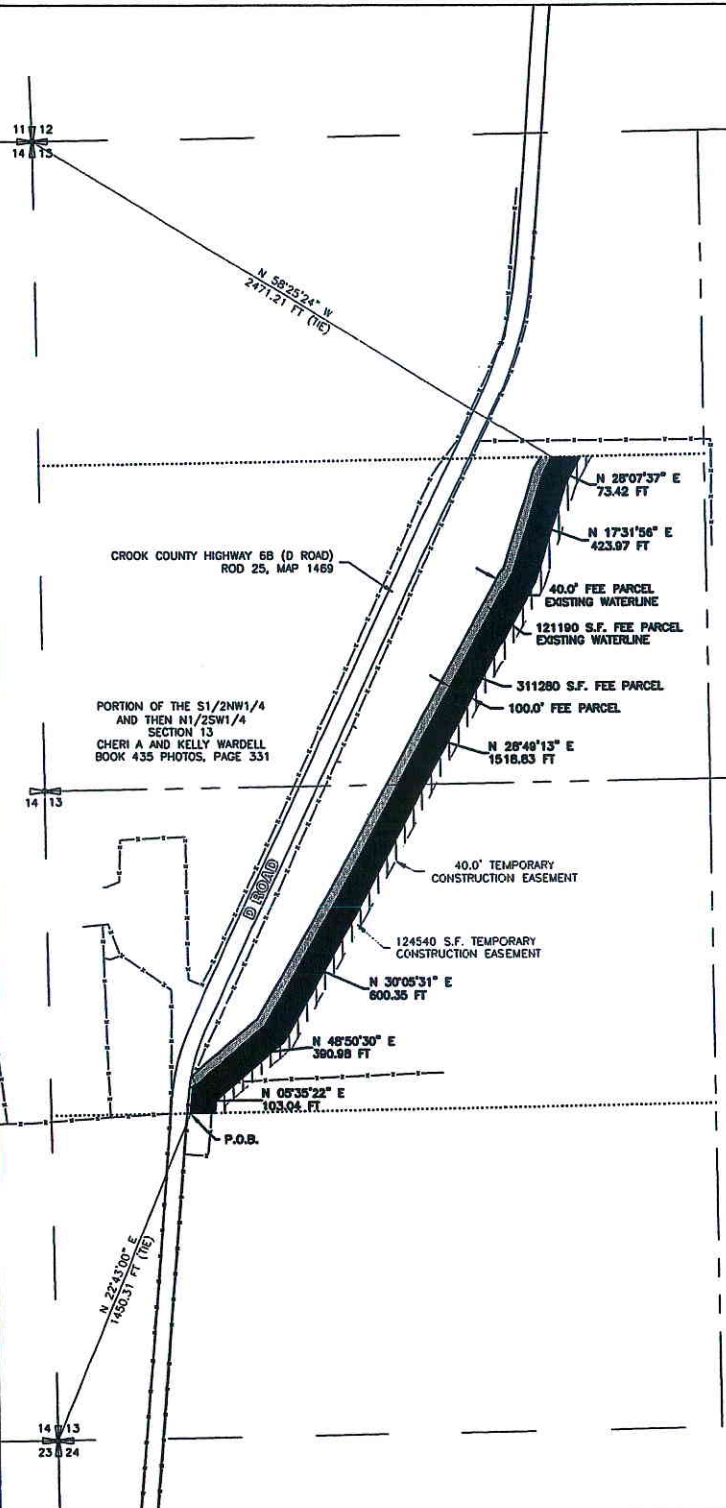 11 12
14 13
N 58°25'24" W
2471.21 FT (TIE)
N 28°07'37" E
73.42 FT
N 17°31'56" E
423.97 FT
CROOK COUNTY HIGHWAY 6B (D ROAD)
ROD 25, MAP 1469
40.0' FEE PARCEL
EXISTING WATERLINE
121190 S.F. FEE PARCEL
EXISTING WATERLINE
311280 S.F. FEE PARCEL
100.0' FEE PARCEL
PORTION OF THE S1/2NW1/4
AND THEN N1/2SW1/4
SECTION 13
CHERI A AND KELLY WARDELL
BOOK 435 PHOTOS, PAGE 331
N 28°49'13" E
1518.83 FT
14 13
40.0' TEMPORARY
CONSTRUCTION EASEMENT
D ROAD
124540 S.F. TEMPORARY
CONSTRUCTION EASEMENT
N 30°05'31" E
600.35 FT
N 48°50'30" E
390.98 FT
N 05°35'22" E
103.04 FT
P.O.B.
N 22°43'00" E
1450.31 FT (TIE)
14 13
23 24